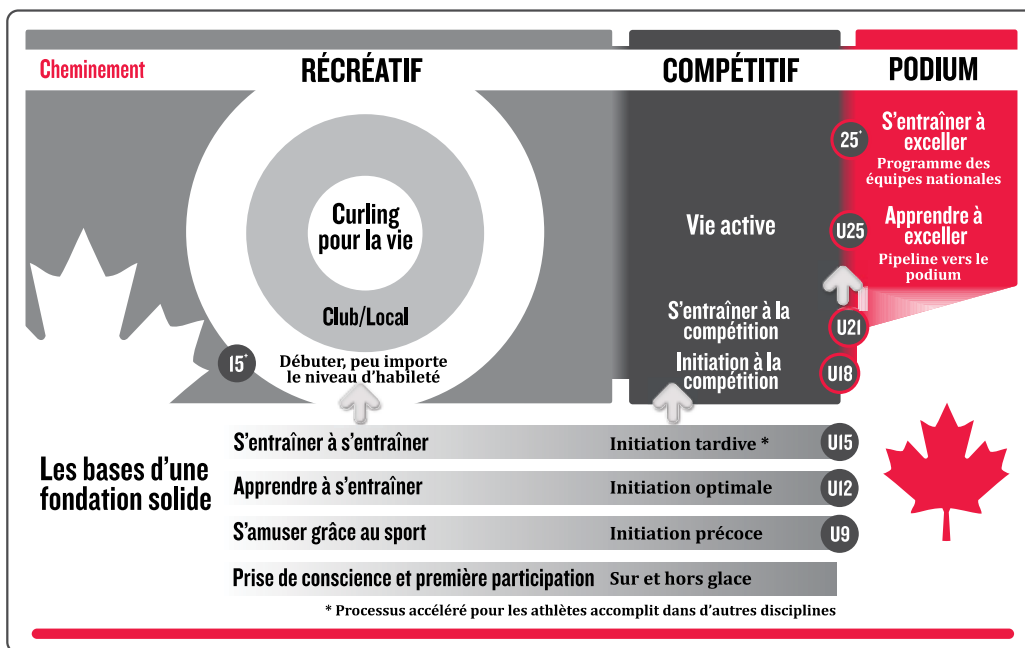 Cheminement
RÉCRÉATIF
COMPÉTITIF
PODIUM
Curling
pour la vie
Club/Local
15+
Débuter, peu importe
le niveau d'habileté
Vie active
S'entraîner à la
compétition
U21
Initiation à la
compétition
U18
25+
S'entraîner à
exceller
Programme des
équipes nationales
U25
Apprendre à
exceller
Pipeline vers le
podium
Les bases d'une
fondation solide
S'entraîner à s'entraîner
Initiation tardive *
U15
Apprendre à s'entraîner
Initiation optimale
U12
S'amuser grâce au sport
Initiation précoce
U9
Prise de conscience et première participation
Sur et hors glace
* Processus accéléré pour les athlètes accomplit dans d'autres disciplines